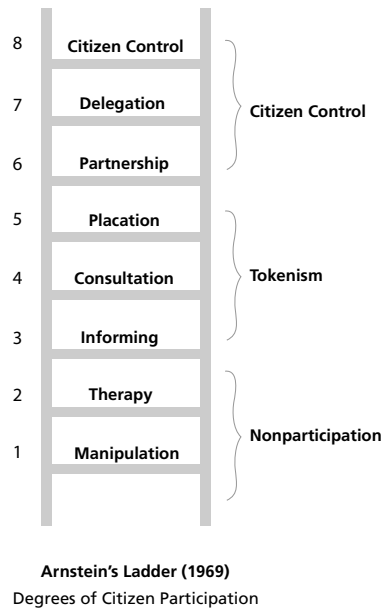 8 Citizen Control
7 Delegation
Citizen Control
6 Partnership
5 Placation
4 Consultation
Tokenism
3 Informing
2 Therapy
Nonparticipation
1 Manipulation
Arnstein’s Ladder (1969)
Degrees of Citizen Participation